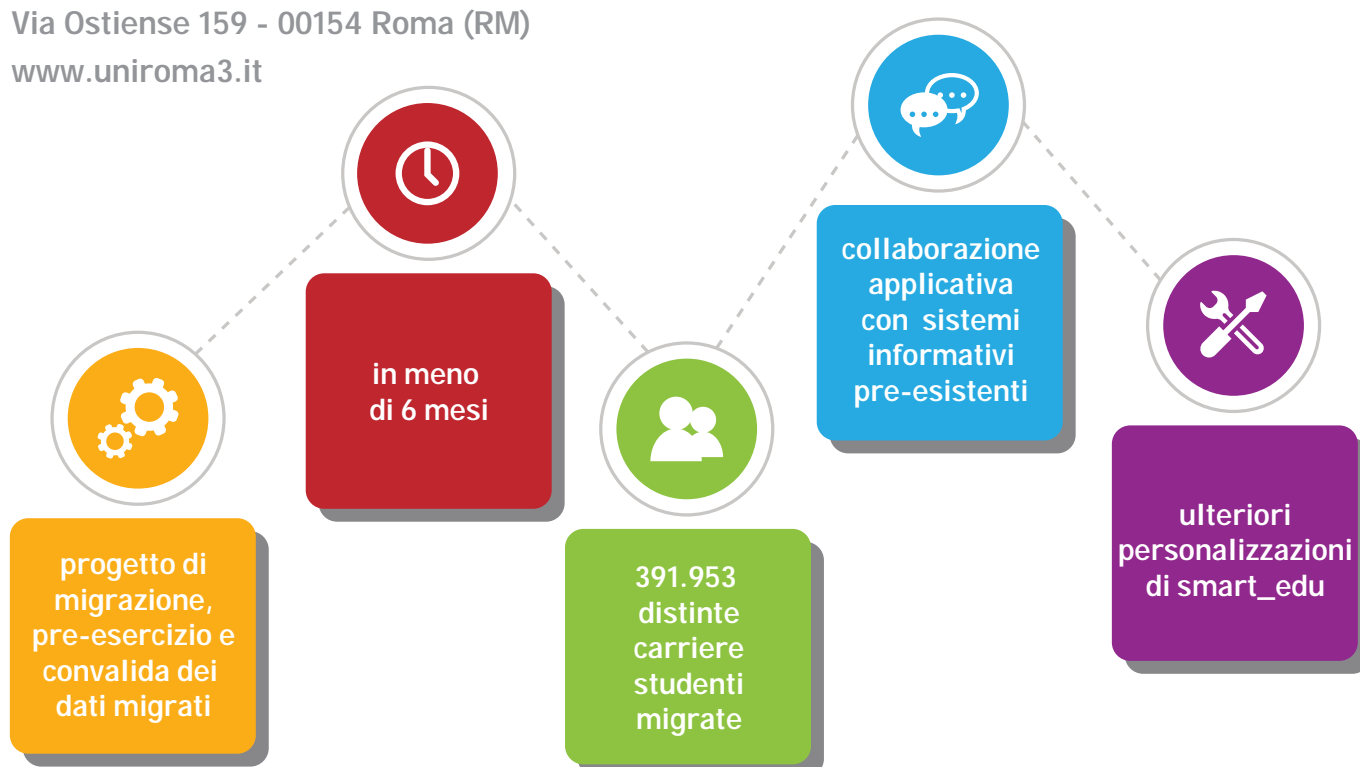 Via Ostiense 159 - 00154 Roma (RM)
www.uniroma3.it
progetto di
migrazione,
pre-esercizio e
convalida dei
dati migrati
in meno
di 6 mesi
391.953
distinte
carriere
studenti
migrate
collaborazione
applicativa
con sistemi
informativi
pre-esistenti
ulteriori
personalizzazioni
di smart_edu